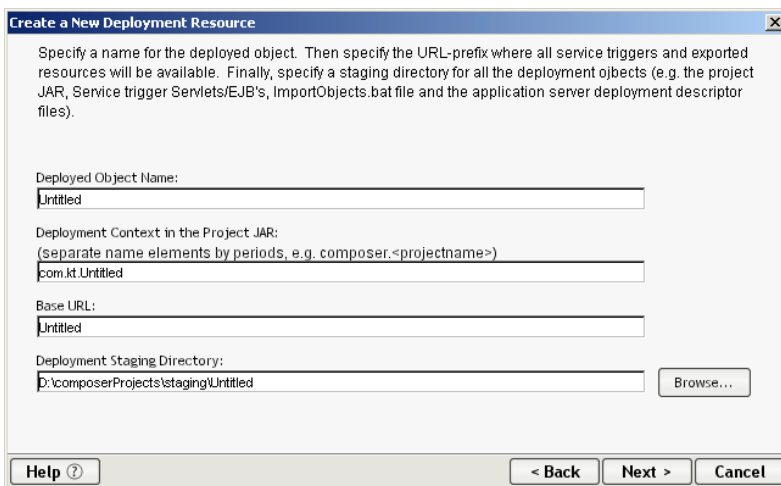 Create a New Deployment Resource
Specify a name for the deployed object. Then specify the URL-prefix where all service triggers and exported
resources will be available. Finally, specify a staging directory for all the deployment ojbects (e.g. the project
JAR, Service trigger Servlets/EJB's, ImportObjects.bat file and the application server deployment descriptor
files).
Deployed Object Name:
Untitled
Deployment Context in the Project JAR:
(separate name elements by periods, e.g. composer.<projectname>)
com.kt.Untitled
Base URL:
Untitled
Deployment Staging Directory:
D:\composerProjects\staging\Untitled
Browse...
Help ?
< Back
Next >
Cancel